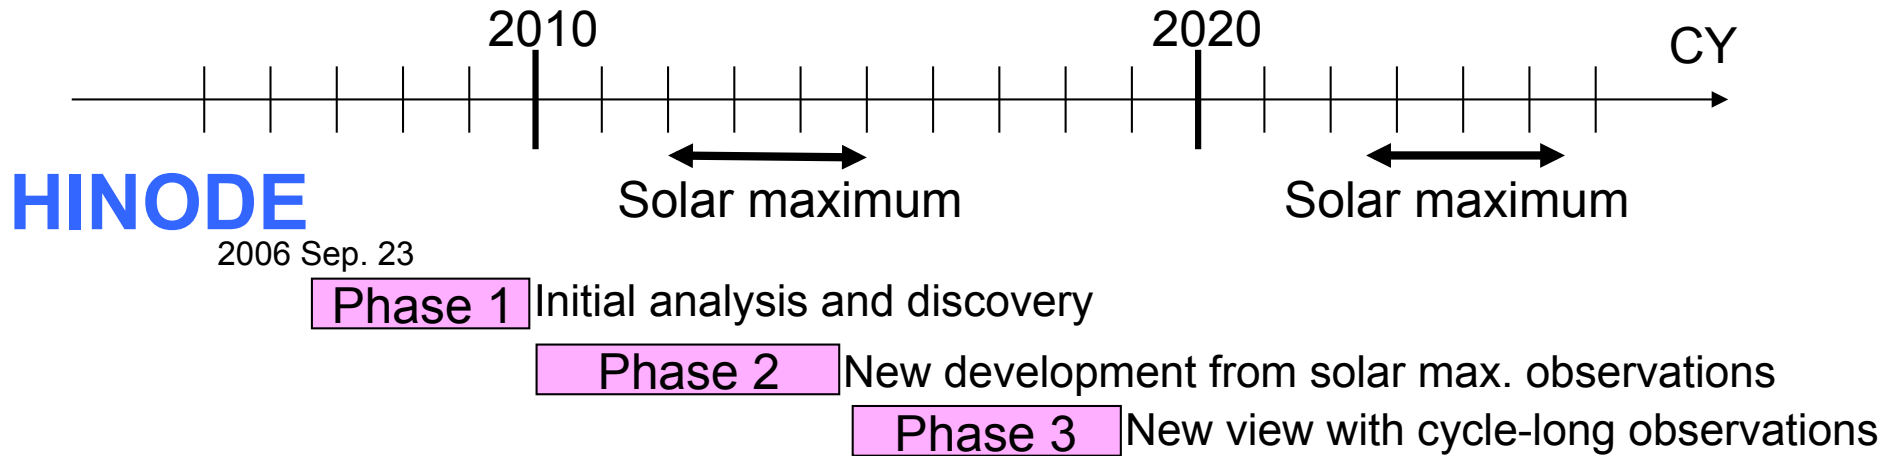 2010
2020
CY
Solar maximum
Solar maximum
HINODE
2006 Sep. 23
Phase 1 Initial analysis and discovery
Phase 2 New development from solar max. observations
Phase 3 New view with cycle-long observations